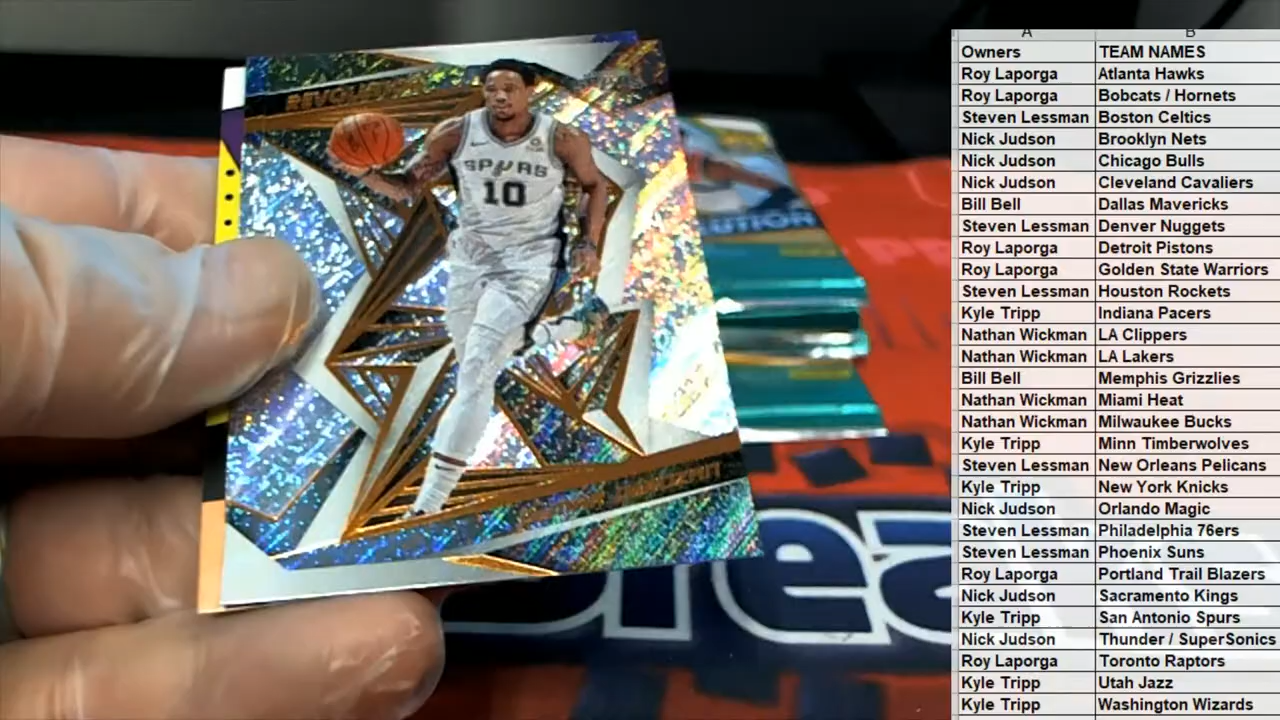 REVOLUTION
SPURS
10
LUTION
brea
A B
Owners TEAM NAMES
Roy Laporga Atlanta Hawks
Roy Laporga Bobcats / Hornets
Steven Lessman Boston Celtics
Nick Judson Brooklyn Nets
Nick Judson Chicago Bulls
Nick Judson Cleveland Cavaliers
Bill Bell Dallas Mavericks
Steven Lessman Denver Nuggets
Roy Laporga Detroit Pistons
Roy Laporga Golden State Warriors
Steven Lessman Houston Rockets
Kyle Tripp Indiana Pacers
Nathan Wickman LA Clippers
Nathan Wickman LA Lakers
Bill Bell Memphis Grizzlies
Nathan Wickman Miami Heat
Nathan Wickman Milwaukee Bucks
Kyle Tripp Minn Timberwolves
Steven Lessman New Orleans Pelicans
Kyle Tripp New York Knicks
Nick Judson Orlando Magic
Steven Lessman Philadelphia 76ers
Steven Lessman Phoenix Suns
Roy Laporga Portland Trail Blazers
Nick Judson Sacramento Kings
Kyle Tripp San Antonio Spurs
Nick Judson Thunder / SuperSonics
Roy Laporga Toronto Raptors
Kyle Tripp Utah Jazz
Kyle Tripp Washington Wizards